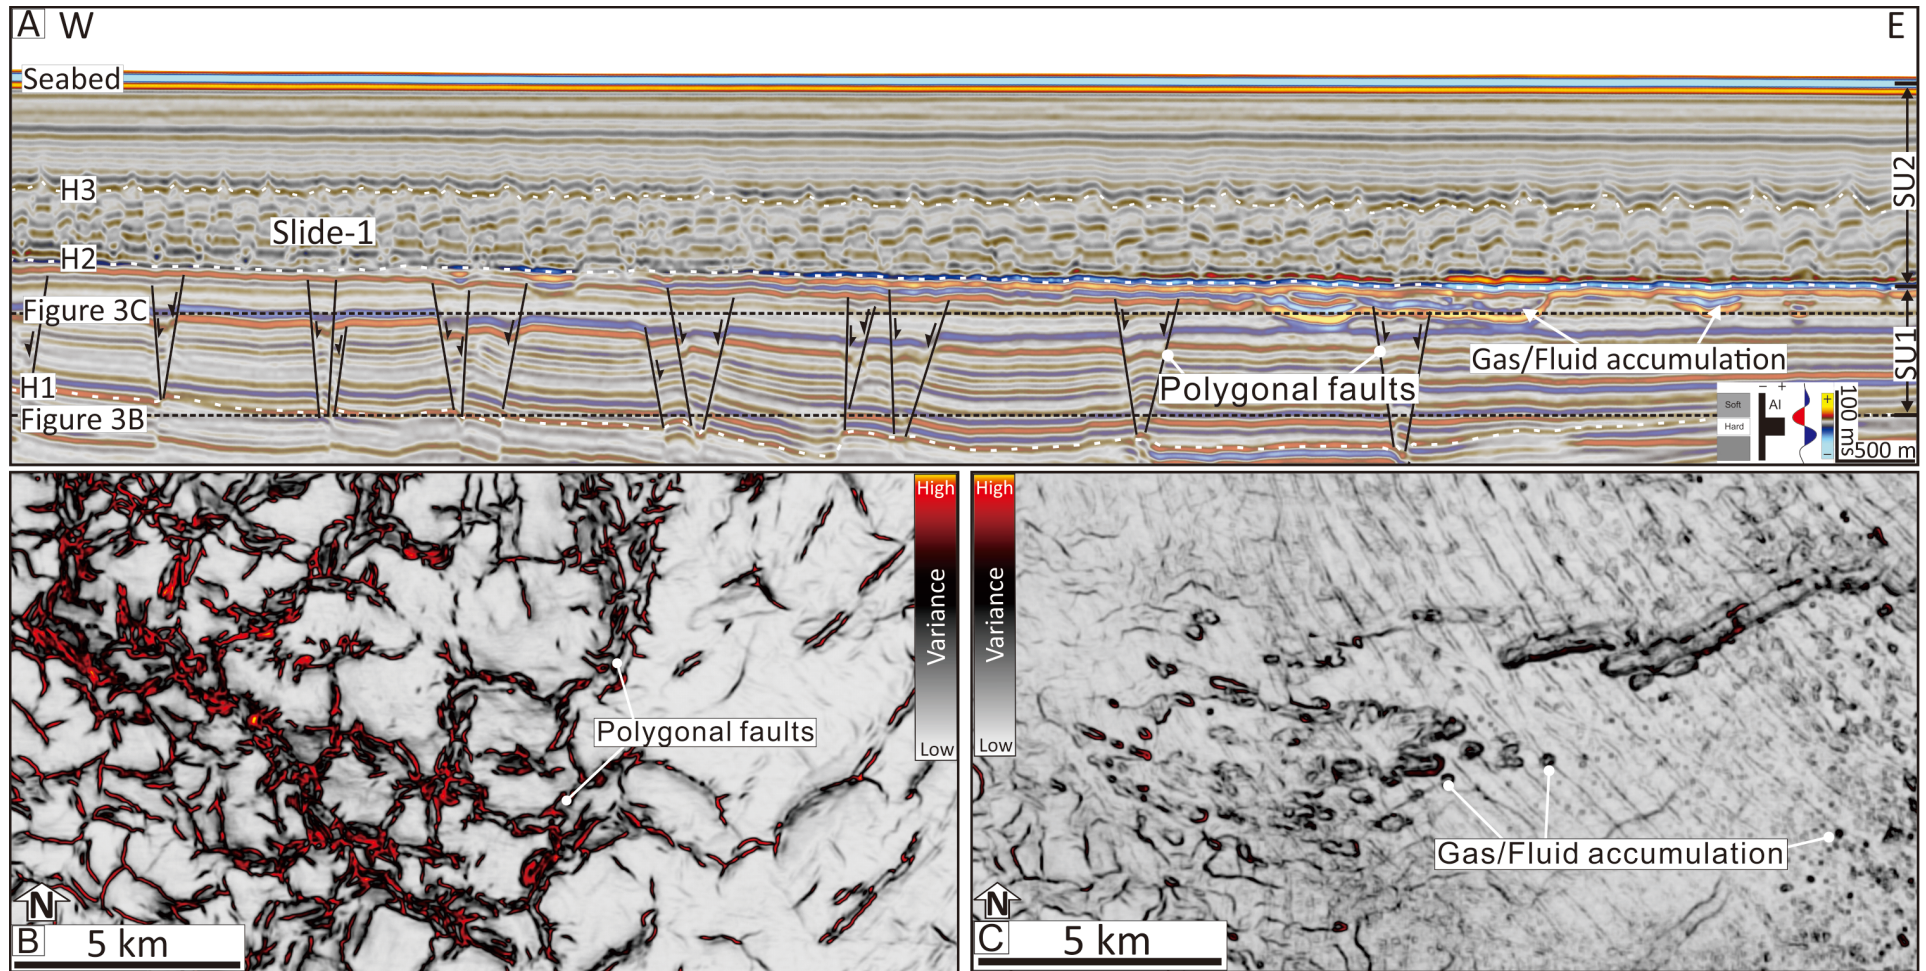 A W
E
Seabed
H3
SU2
Slide-1
H2
Figure 3C
Gas/Fluid accumulation
Polygonal faults
SU1
H1
Figure 3B
Soft
Hard
AI
− +
+
−
100 ms
500 m
High
Variance
Low
Polygonal faults
N
B
5 km
High
Variance
Low
Gas/Fluid accumulation
N
C
5 km